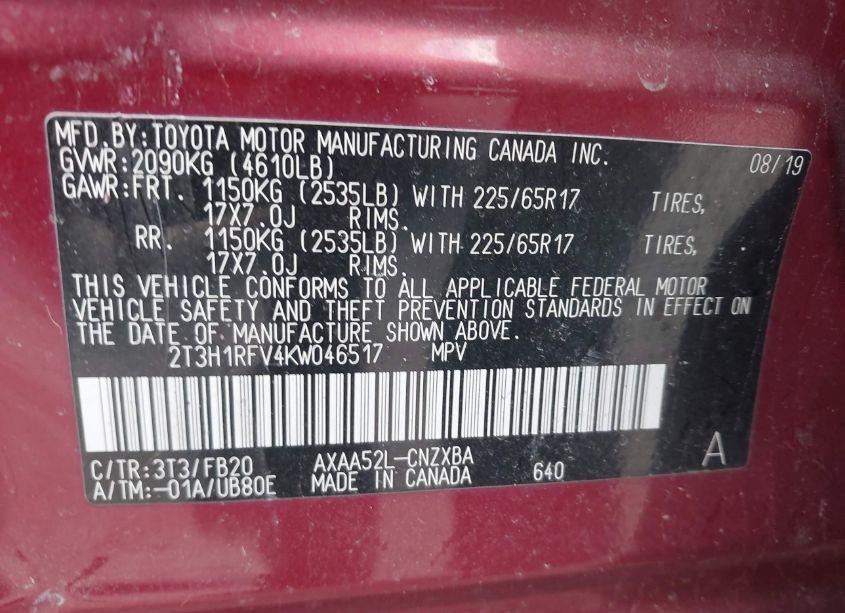 MFD.BY:TOYOTA MOTOR MANUFACTURING CANADA INC. 08/19
GVWR:2090KG (4610LB)
GAWR:FRT. 1150KG (2535LB) WITH 225/65R17 TIRES,
17X7.0J RIMS.
RR. 1150KG (2535LB) WITH 225/65R17 TIRES,
17X7.0J RIMS.
THIS VEHICLE CONFORMS TO ALL APPLICABLE FEDERAL MOTOR
VEHICLE SAFETY AND THEFT PREVENTION STANDARDS IN EFFECT ON
THE DATE OF MANUFACTURE SHOWN ABOVE.
2T3H1RFV4KW046517 MPV
C/TR:3T3/FB20 AXAA52L-CNZXBA A
A/TM:-01A/UB80E MADE IN CANADA 640